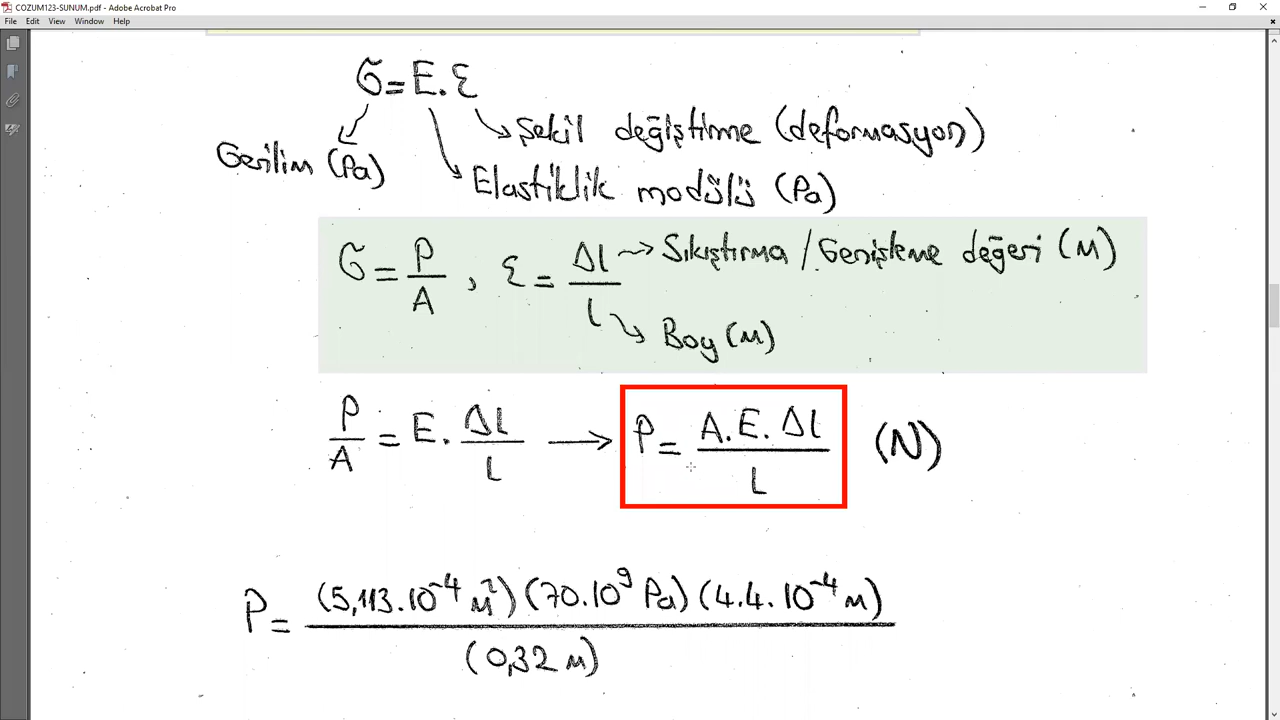 COZUM123-SUNUM.pdf - Adobe Acrobat Pro
File Edit View Window Help
σ = E . ε
Şekil değiştirme (deformasyon)
Gerilim (Pa)
Elastiklik modülü (Pa)
σ = P/A , ε = Δl/L → Sıkıştırma / Genişleme değeri (m)
Boy (m)
P/A = E . Δl/L → P = A.E.Δl/L (N)
P = (5,113.10⁻⁴ m²) (70.10⁹ Pa) (4.4.10⁻⁴ m) / (0,32 m)